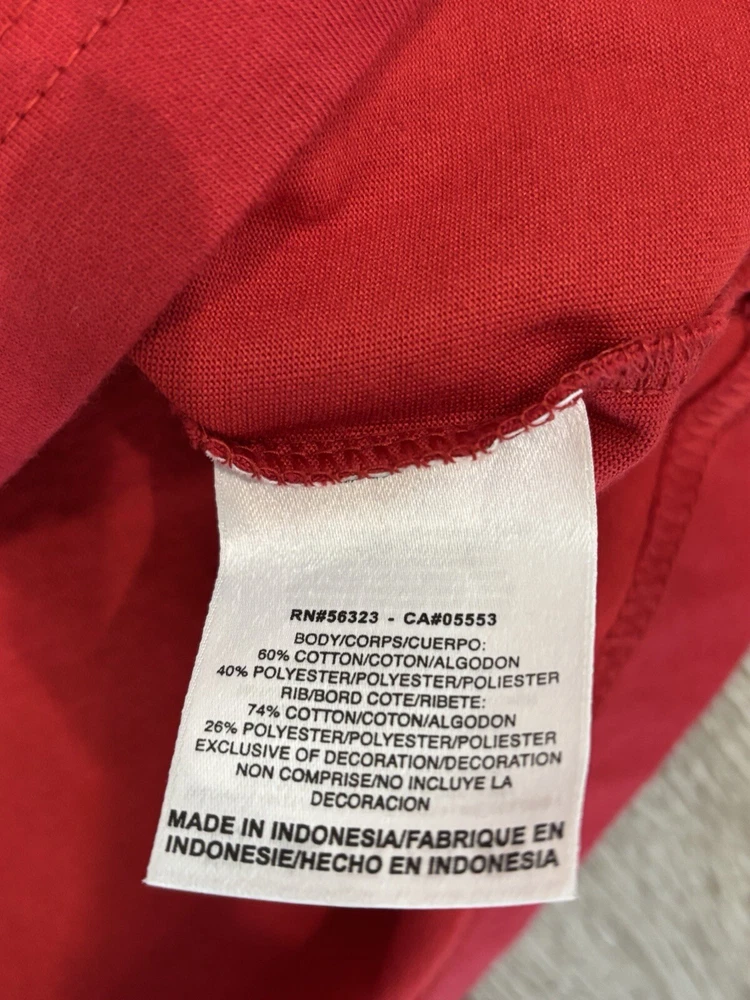 RN#56323 - CA#05553
BODY/CORPS/CUERPO:
60% COTTON/COTON/ALGODON
40% POLYESTER/POLYESTER/POLIESTER
RIB/BORD COTE/RIBETE:
74% COTTON/COTON/ALGODON
26% POLYESTER/POLYESTER/POLIESTER
EXCLUSIVE OF DECORATION/DECORATION
NON COMPRISE/NO INCLUYE LA
DECORACION
MADE IN INDONESIA/FABRIQUE EN
INDONESIE/HECHO EN INDONESIA